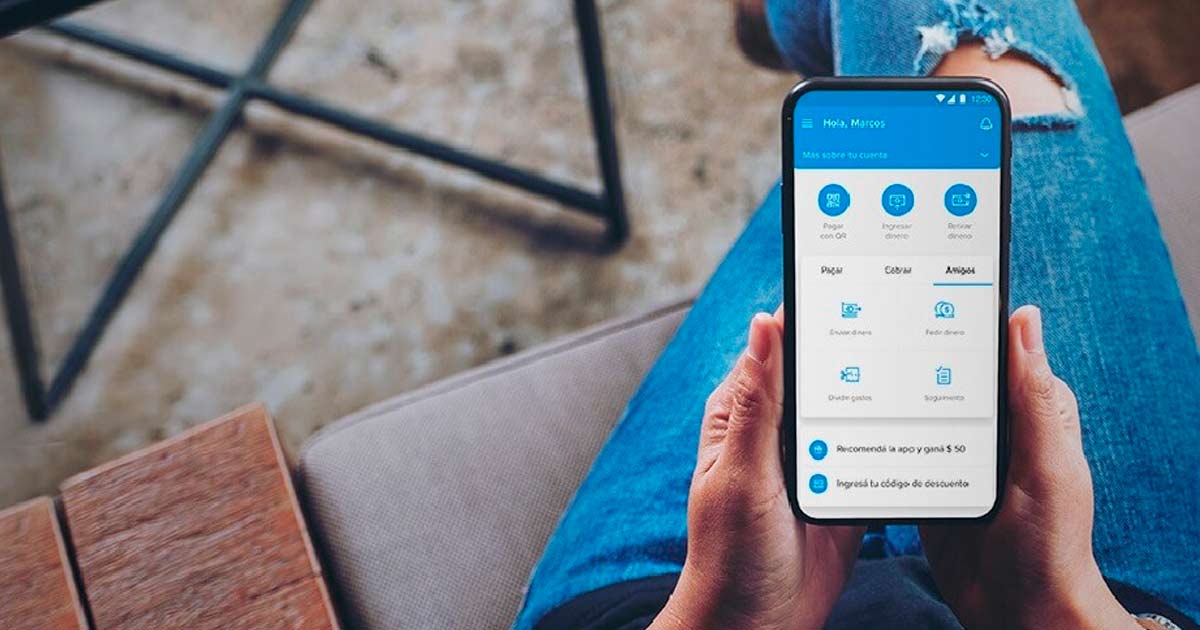 12:30
Hola, Marcos
Más sobre tu cuenta
Pagar
con QR
Ingresar
dinero
Retirar
dinero
Pagar
Cobrar
Amigos
Enviar dinero
Pedir dinero
Dividir gastos
Seguimiento
Recomendá la app y ganá $ 50
Ingresá tu código de descuento